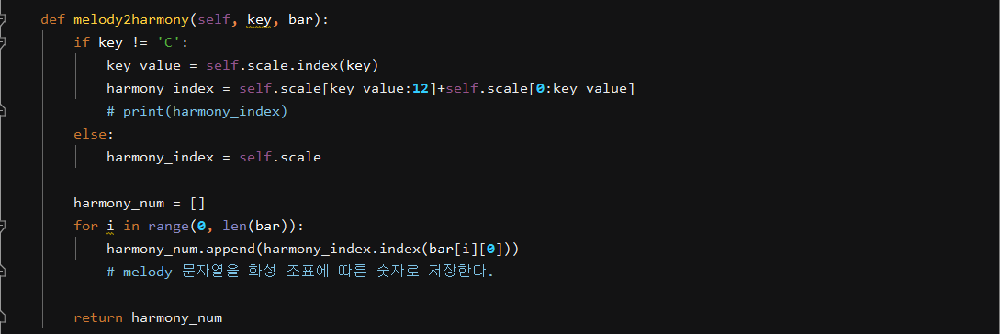 def melody2harmony(self, key, bar):
    if key != 'C':
        key_value = self.scale.index(key)
        harmony_index = self.scale[key_value:12]+self.scale[0:key_value]
        # print(harmony_index)
    else:
        harmony_index = self.scale
    harmony_num = []
    for i in range(0, len(bar)):
        harmony_num.append(harmony_index.index(bar[i][0]))
        # melody 문자열을 화성 조표에 따른 숫자로 저장한다.
    return harmony_num